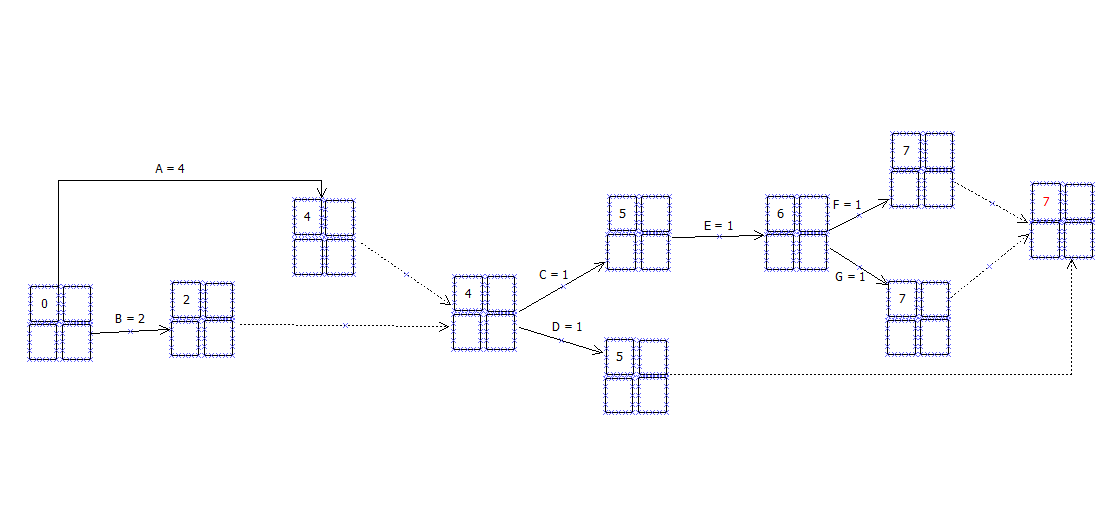 7
A = 4
7
4
5
6
F = 1
E = 1
C = 1
G = 1
4
0
2
7
B = 2
D = 1
5